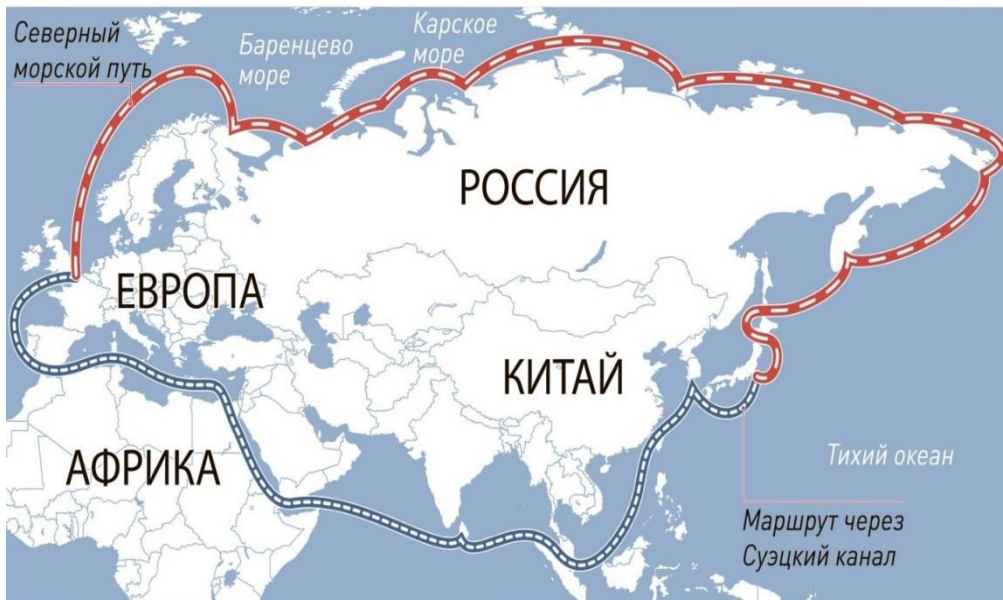 Северный
морской путь
Баренцево
море
Карское
море
РОССИЯ
ЕВРОПА
КИТАЙ
АФРИКА
Тихий океан
Маршрут через
Суэцкий канал